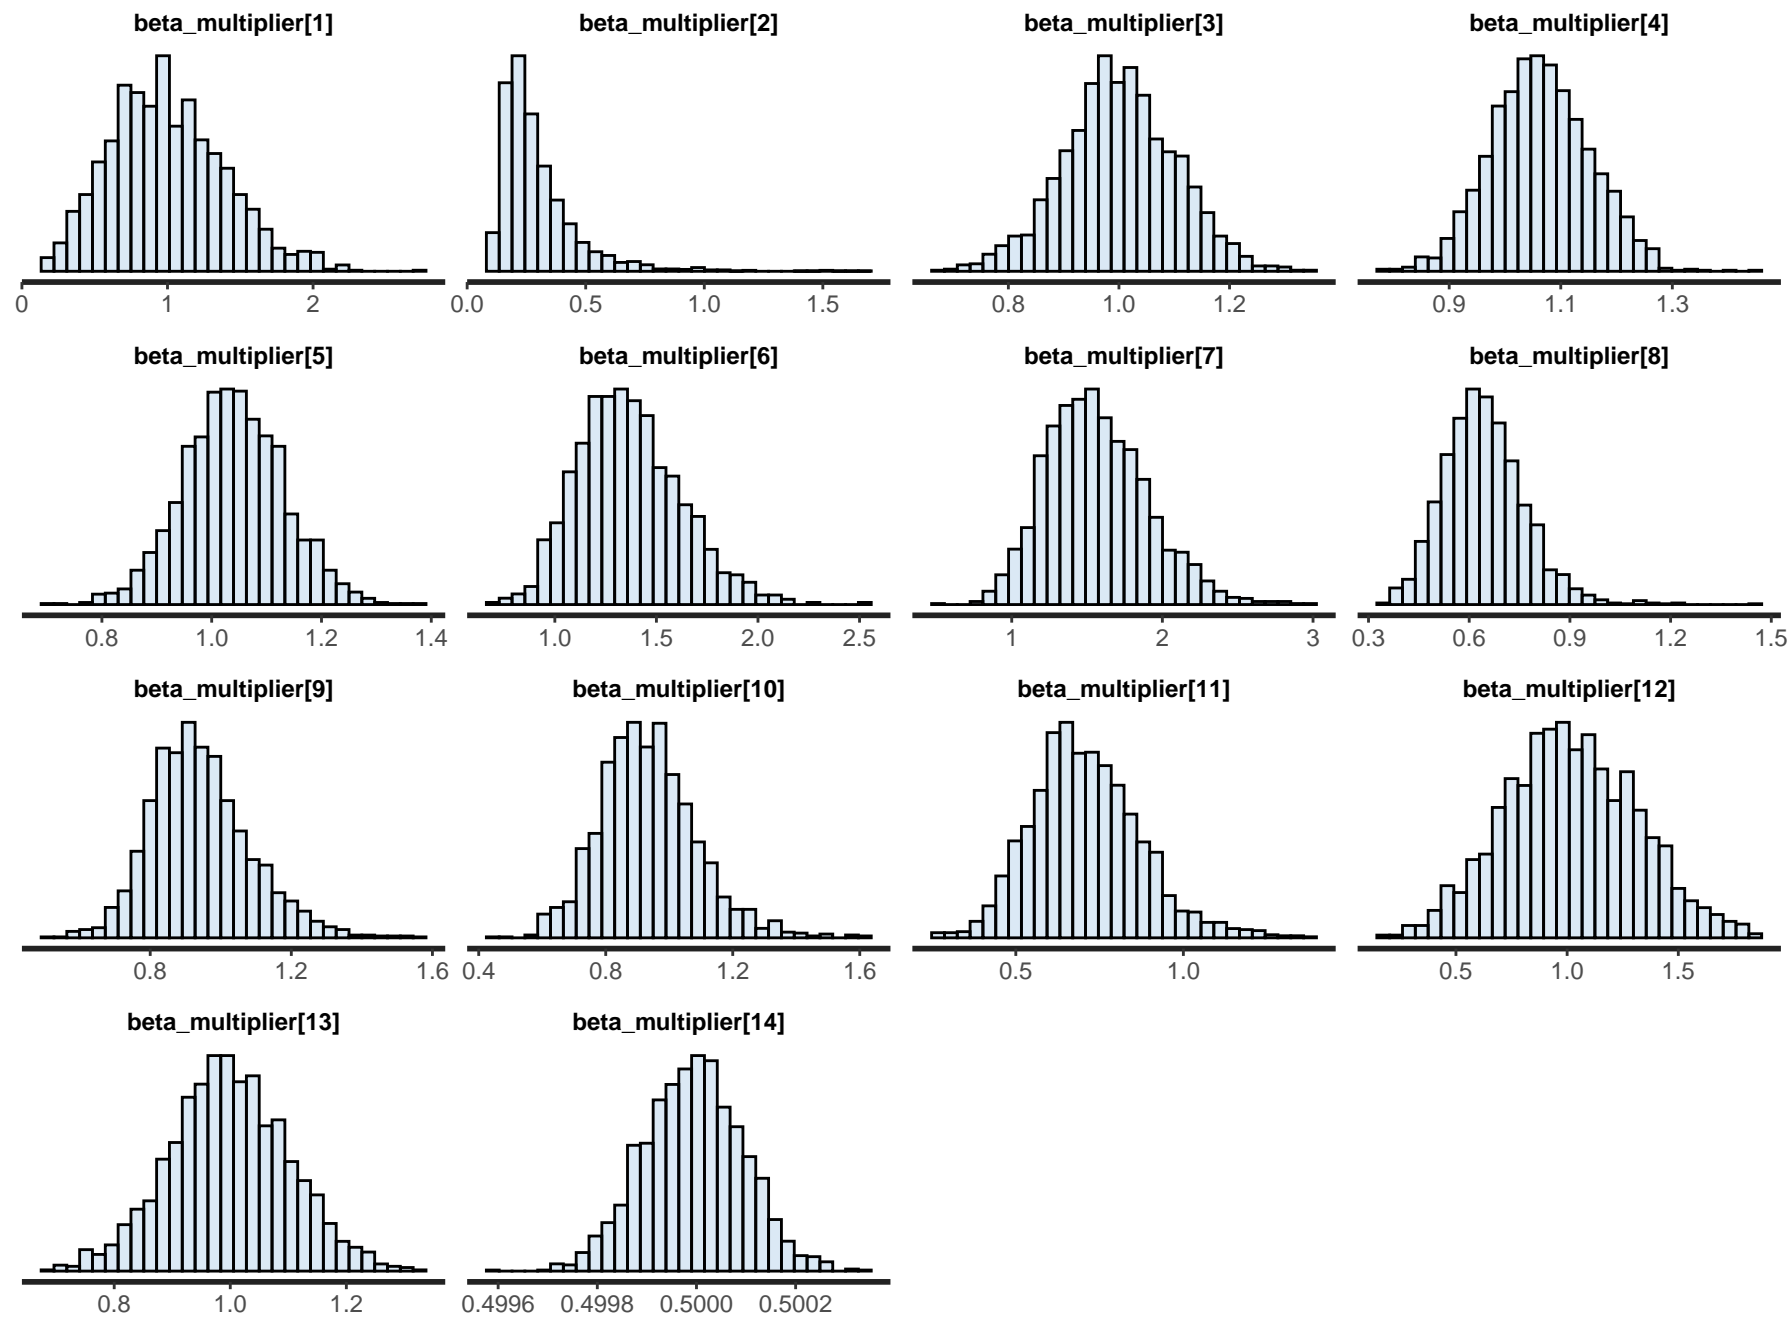 beta_multiplier[1] beta_multiplier[2] beta_multiplier[3] beta_multiplier[4]
0 1 2 0.0 0.5 1.0 1.5 0.8 1.0 1.2 0.9 1.1 1.3
beta_multiplier[5] beta_multiplier[6] beta_multiplier[7] beta_multiplier[8]
0.8 1.0 1.2 1.4 1.0 1.5 2.0 2.5 1 2 3 0.3 0.6 0.9 1.2 1.5
beta_multiplier[9] beta_multiplier[10] beta_multiplier[11] beta_multiplier[12]
0.8 1.2 1.6 0.4 0.8 1.2 1.6 0.5 1.0 0.5 1.0 1.5
beta_multiplier[13] beta_multiplier[14]
0.8 1.0 1.2 0.4996 0.4998 0.5000 0.5002